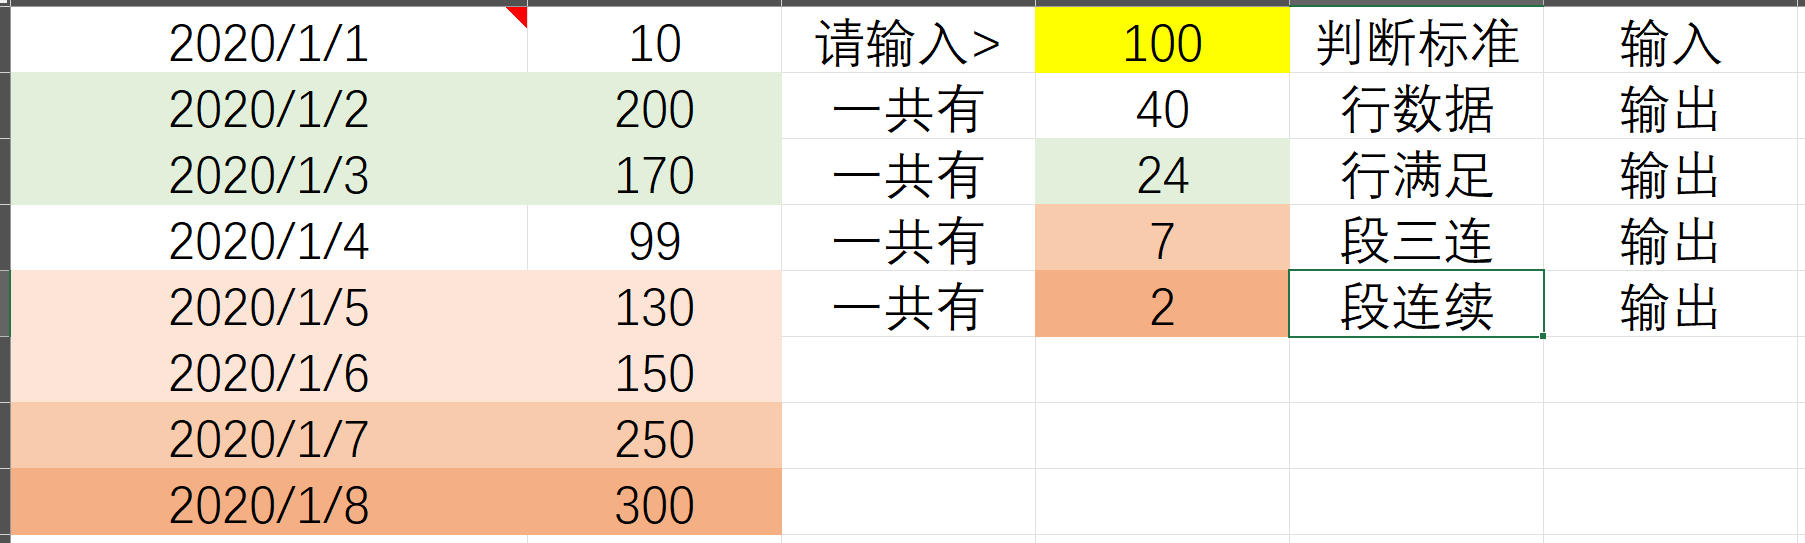 2020/1/1 10 请输入> 100 判断标准 输入
2020/1/2 200 一共有 40 行数据 输出
2020/1/3 170 一共有 24 行满足 输出
2020/1/4 99 一共有 7 段三连 输出
2020/1/5 130 一共有 2 段连续 输出
2020/1/6 150
2020/1/7 250
2020/1/8 300